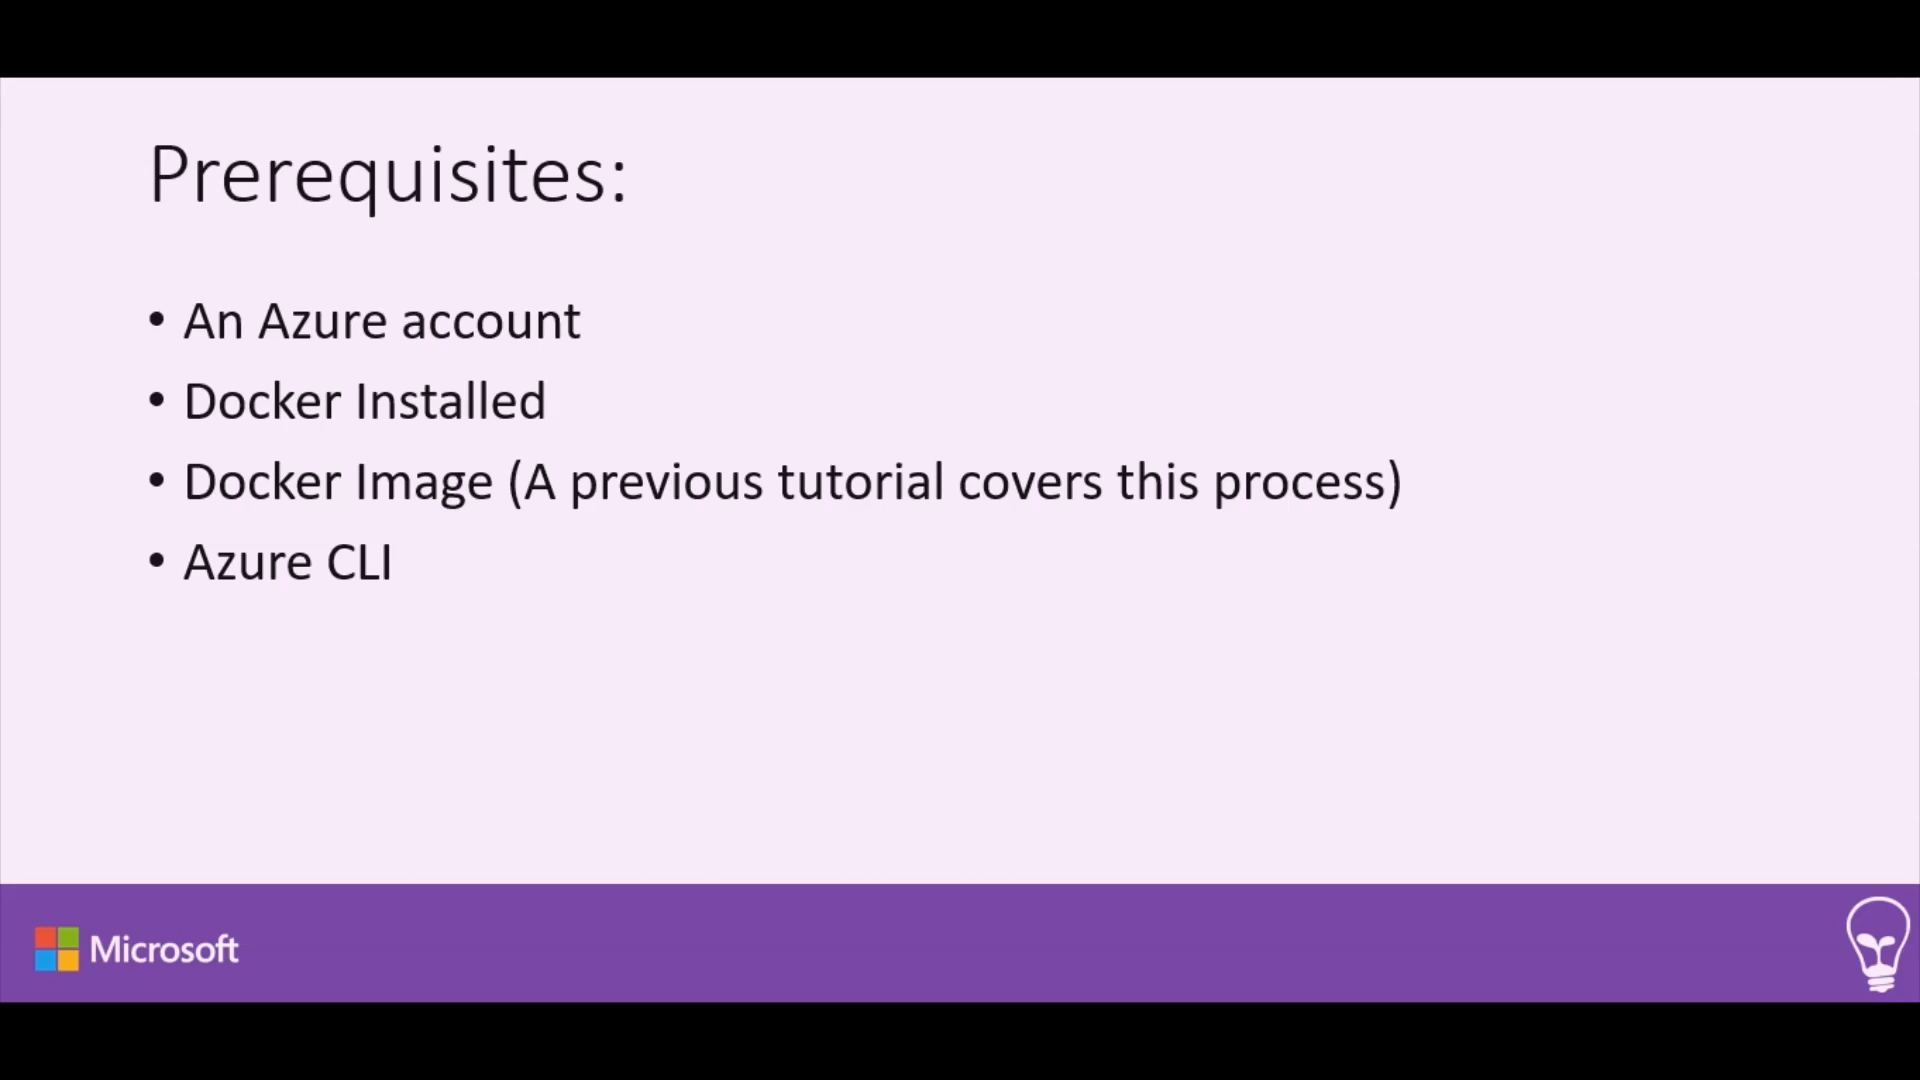 Prerequisites:
• An Azure account
• Docker Installed
• Docker Image (A previous tutorial covers this process)
• Azure CLI
Microsoft